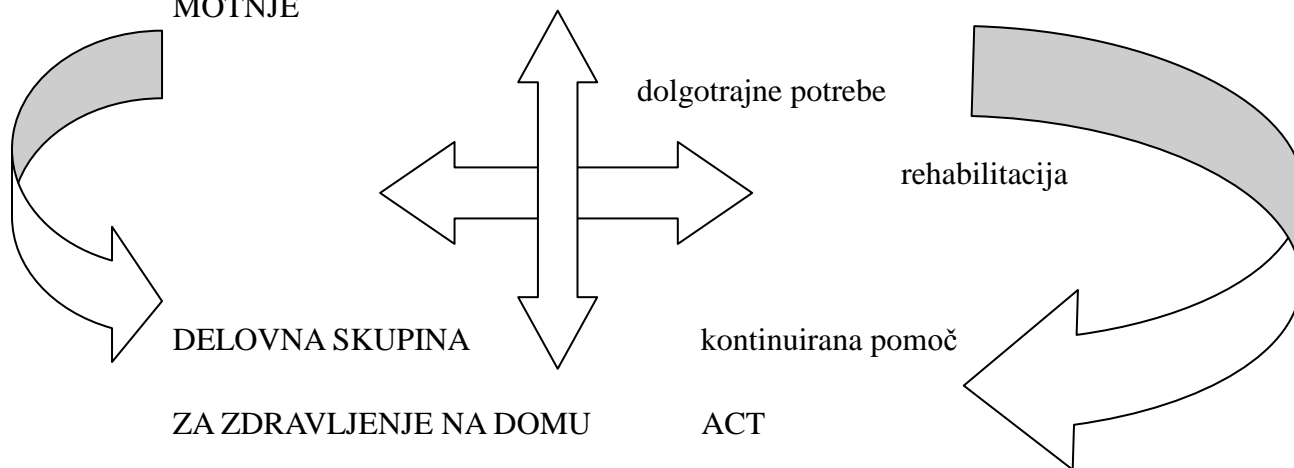 MOTNJE
dolgotrajne potrebe
rehabilitacija
DELOVNA SKUPINA kontinuirana pomoč
ZA ZDRAVLJENJE NA DOMU ACT